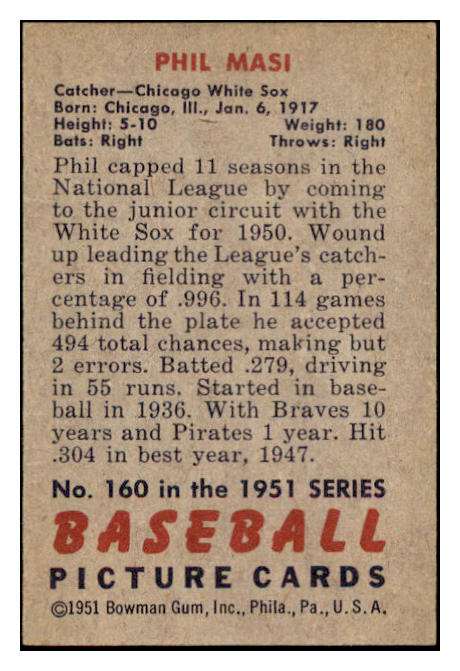 PHIL MASI
Catcher—Chicago White Sox
Born: Chicago, Ill., Jan. 6, 1917
Height: 5-10 Weight: 180
Bats: Right Throws: Right
Phil capped 11 seasons in the
National League by coming
to the junior circuit with the
White Sox for 1950. Wound
up leading the League's catch-
ers in fielding with a per-
centage of .996. In 114 games
behind the plate he accepted
494 total chances, making but
2 errors. Batted .279, driving
in 55 runs. Started in base-
ball in 1936. With Braves 10
years and Pirates 1 year. Hit
.304 in best year, 1947.
No. 160 in the 1951 SERIES
BASEBALL
PICTURE CARDS
©1951 Bowman Gum, Inc., Phila., Pa., U. S. A.